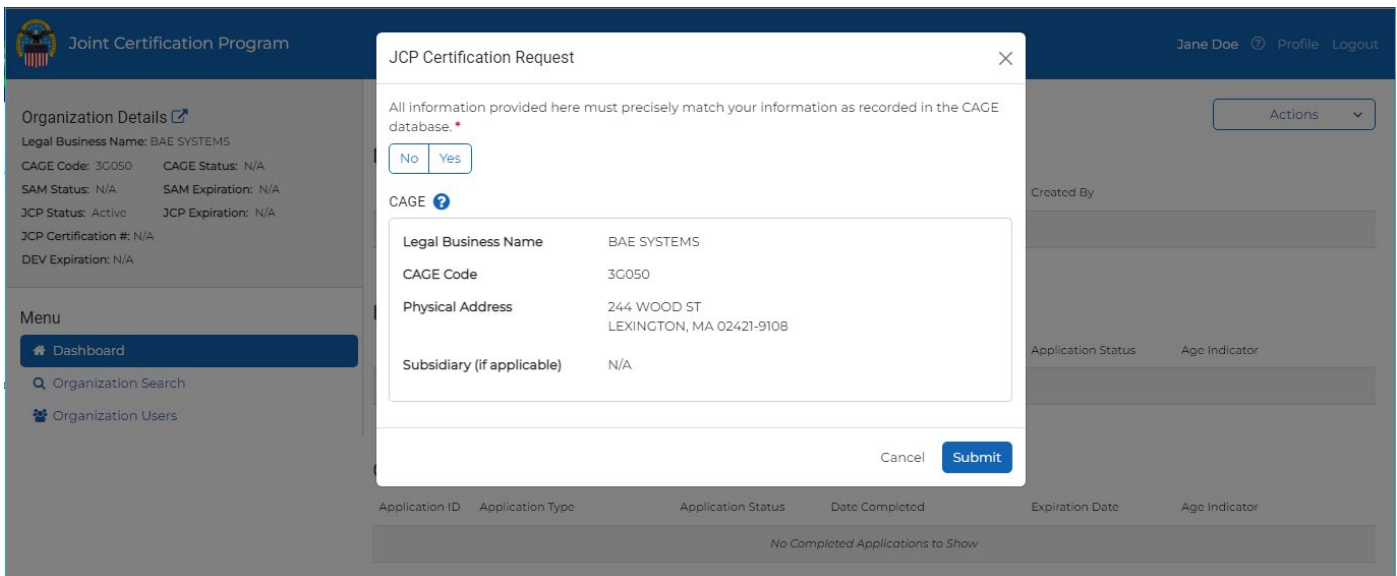 Joint Certification Program
Jane Doe Profile Logout
JCP Certification Request
All information provided here must precisely match your information as recorded in the CAGE
database. *
No Yes
CAGE
Legal Business Name BAE SYSTEMS
CAGE Code 3G050
Physical Address 244 WOOD ST
LEXINGTON, MA 02421-9108
Subsidiary (if applicable) N/A
Cancel Submit
Organization Details
Legal Business Name: BAE SYSTEMS
CAGE Code: 3G050 CAGE Status: N/A
SAM Status: N/A SAM Expiration: N/A
JCP Status: Active JCP Expiration: N/A
JCP Certification #: N/A
DEV Expiration: N/A
Menu
Dashboard
Organization Search
Organization Users
Actions
Created By
Application Status Age Indicator
Application ID Application Type Application Status Date Completed Expiration Date Age Indicator
No Completed Applications to Show